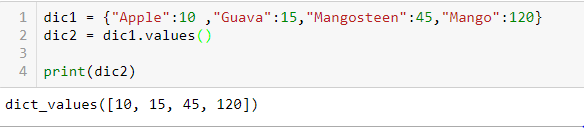 1 dic1 = {"Apple":10 ,"Guava":15,"Mangosteen":45,"Mango":120}
2 dic2 = dic1.values()
3
4 print(dic2)
dict_values([10, 15, 45, 120])